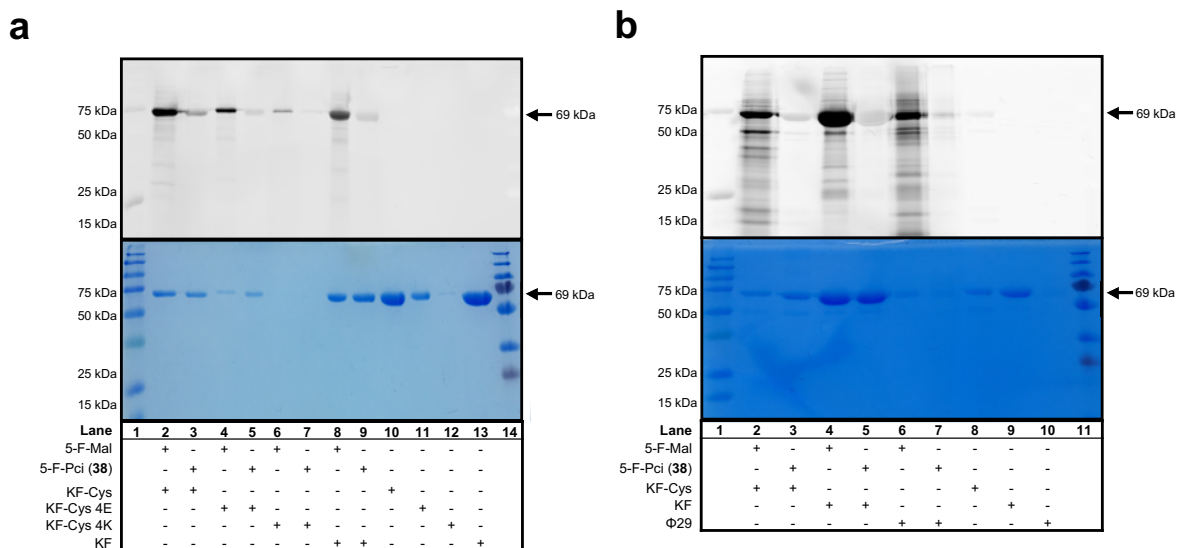 a
75 kDa
50 kDa
25 kDa
15 kDa
69 kDa
75 kDa
50 kDa
25 kDa
15 kDa
69 kDa
Lane 1 2 3 4 5 6 7 8 9 10 11 12 13 14
5-F-Mal - + - + - + - + - - - - - -
5-F-Pci (38) - - + - + - + - + - - - - -
KF-Cys - + + - - - - - - + - - - -
KF-Cys 4E - - - + + - - - - - + - - -
KF-Cys 4K - - - - - + + - - - - + - -
KF - - - - - - - + + - - - + -
b
75 kDa
50 kDa
25 kDa
15 kDa
69 kDa
75 kDa
50 kDa
25 kDa
15 kDa
69 kDa
Lane 1 2 3 4 5 6 7 8 9 10 11
5-F-Mal - + - + - + - - - - -
5-F-Pci (38) - - + - + - + - - - -
KF-Cys - + + - - - - + - - -
KF - - - + + - - - + - -
Φ29 - - - - - + + - - + -